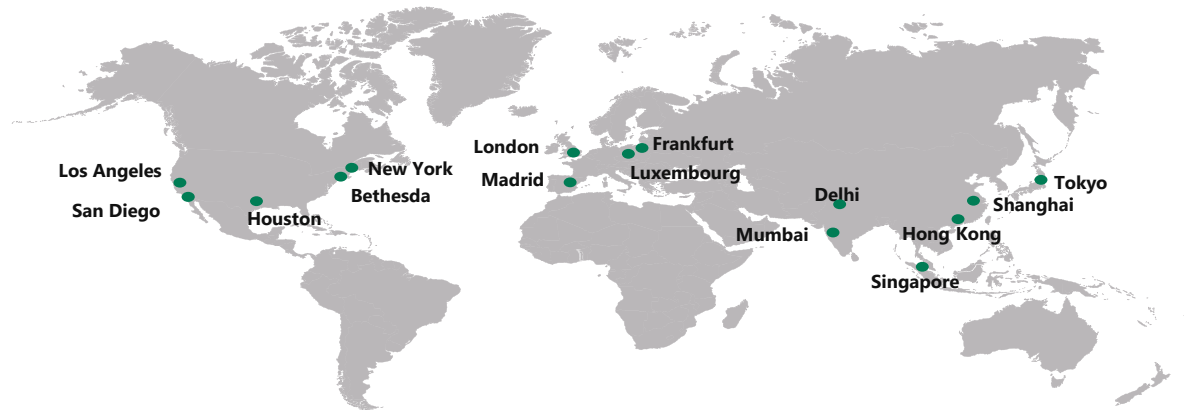 London
Frankfurt
Los Angeles
New York
Madrid
Luxembourg
Bethesda
San Diego
Houston
Delhi
Tokyo
Shanghai
Mumbai
Hong Kong
Singapore